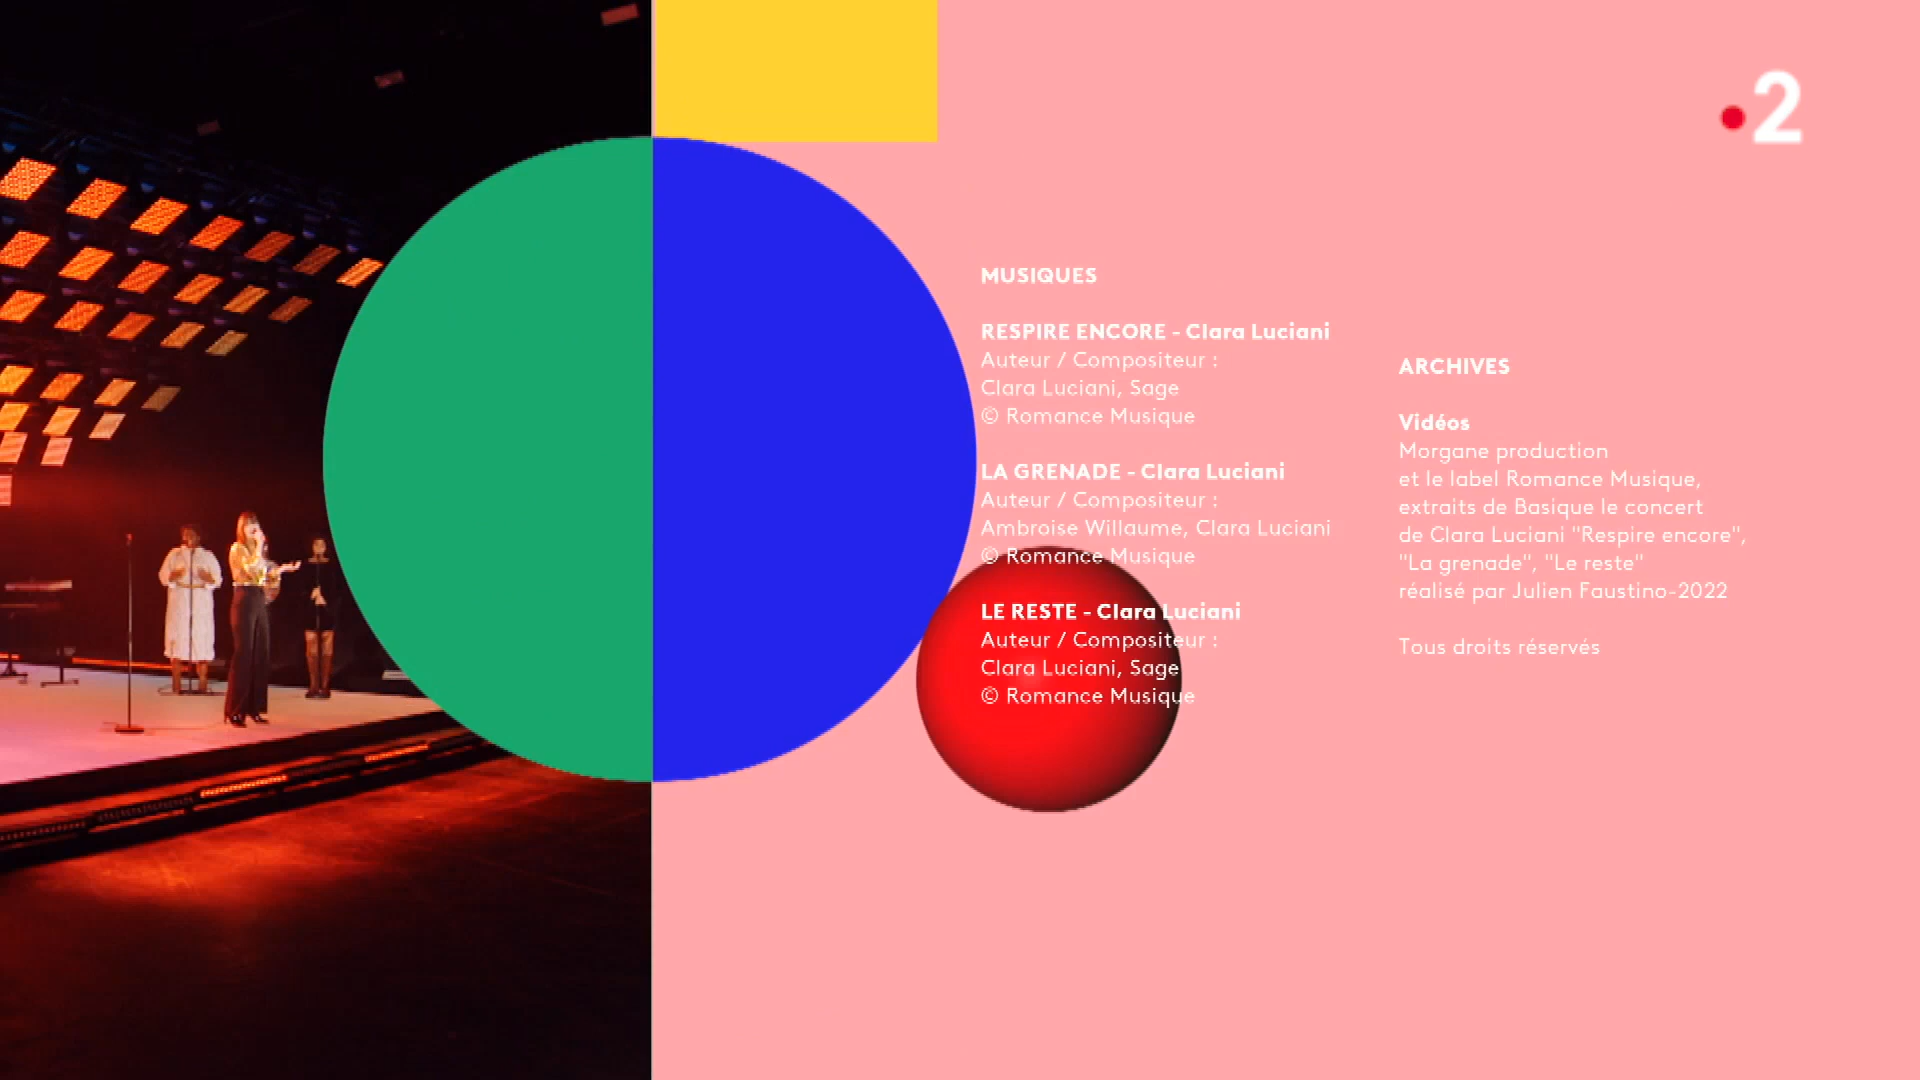 2
MUSIQUES
RESPIRE ENCORE - Clara Luciani
Auteur / Compositeur :
Clara Luciani, Sage
© Romance Musique
LA GRENADE - Clara Luciani
Auteur / Compositeur :
Ambroise Willaume, Clara Luciani
© Romance Musique
LE RESTE - Clara Luciani
Auteur / Compositeur :
Clara Luciani, Sage
© Romance Musique
ARCHIVES
Vidéos
Morgane production
et le label Romance Musique,
extraits de Basique le concert
de Clara Luciani "Respire encore",
"La grenade", "Le reste"
réalisé par Julien Faustino-2022
Tous droits réservés